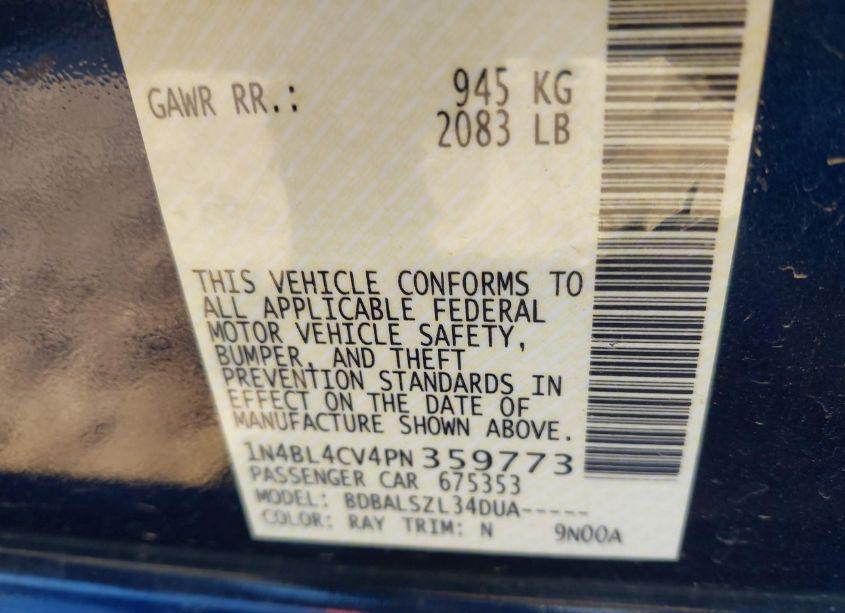 GAWR RR.: 945 KG
2083 LB
THIS VEHICLE CONFORMS TO
ALL APPLICABLE FEDERAL
MOTOR VEHICLE SAFETY,
BUMPER, AND THEFT
PREVENTION STANDARDS IN
EFFECT ON THE DATE OF
MANUFACTURE SHOWN ABOVE.
1N4BL4CV4PN359773
PASSENGER CAR 675353
MODEL: BDBALSZL34DUA-----
COLOR: RAY TRIM: N 9N00A